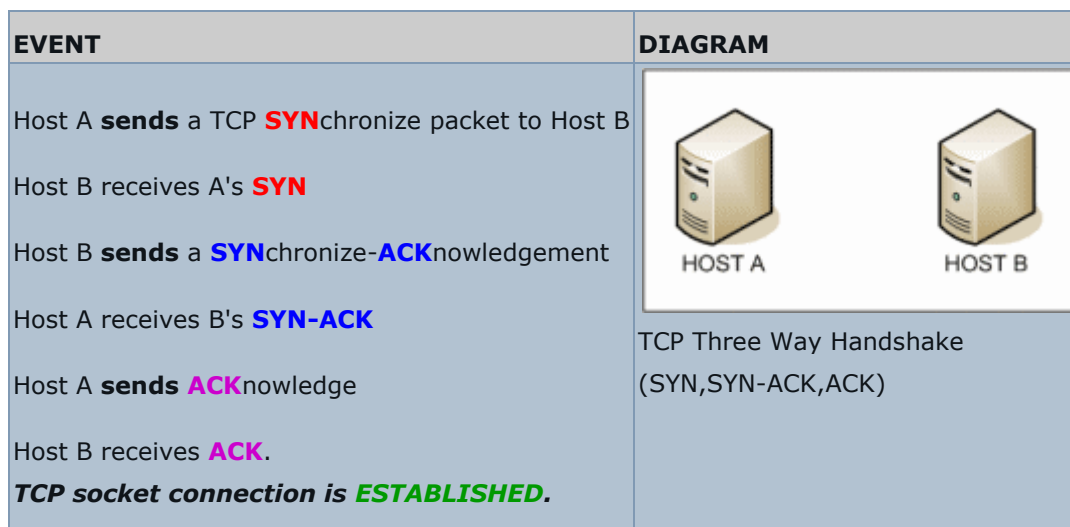 EVENT
DIAGRAM
Host A sends a TCP SYNchronize packet to Host B
Host B receives A's SYN
Host B sends a SYNchronize-ACKnowledgement
Host A receives B's SYN-ACK
Host A sends ACKnowledge
Host B receives ACK.
TCP socket connection is ESTABLISHED.
HOST A
HOST B
TCP Three Way Handshake
(SYN,SYN-ACK,ACK)